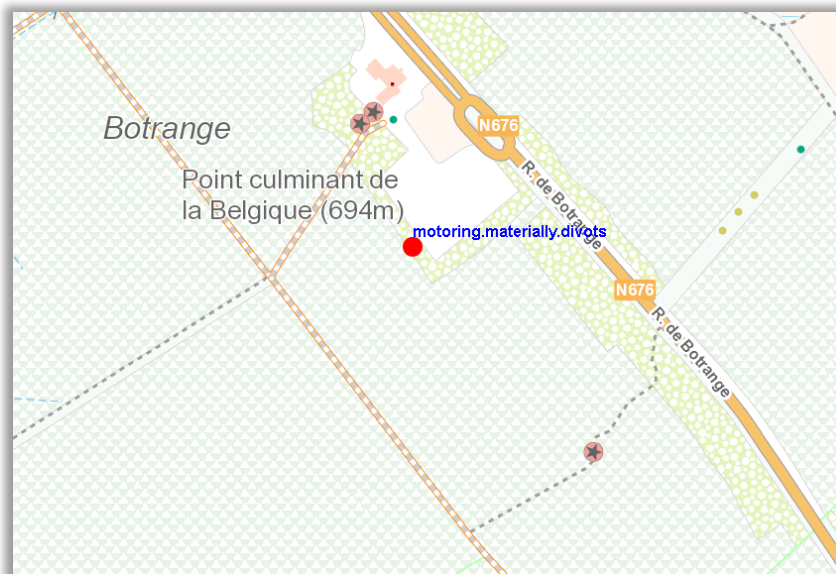 N676
Botrange
R. de Botrange
Point culminant de
la Belgique (694m)
motoring.materially.divots
N676
R. de Botrange